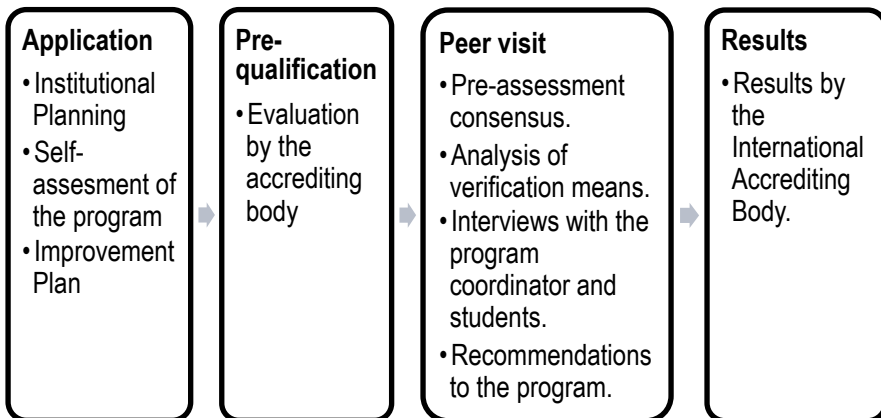 Application
• Institutional
Planning
• Self-
assesment of
the program
• Improvement
Plan
Pre-
qualification
• Evaluation
by the
accrediting
body
Peer visit
• Pre-assessment
consensus.
• Analysis of
verification means.
• Interviews with the
program
coordinator and
students.
• Recommendations
to the program.
Results
• Results by
the
International
Accrediting
Body.